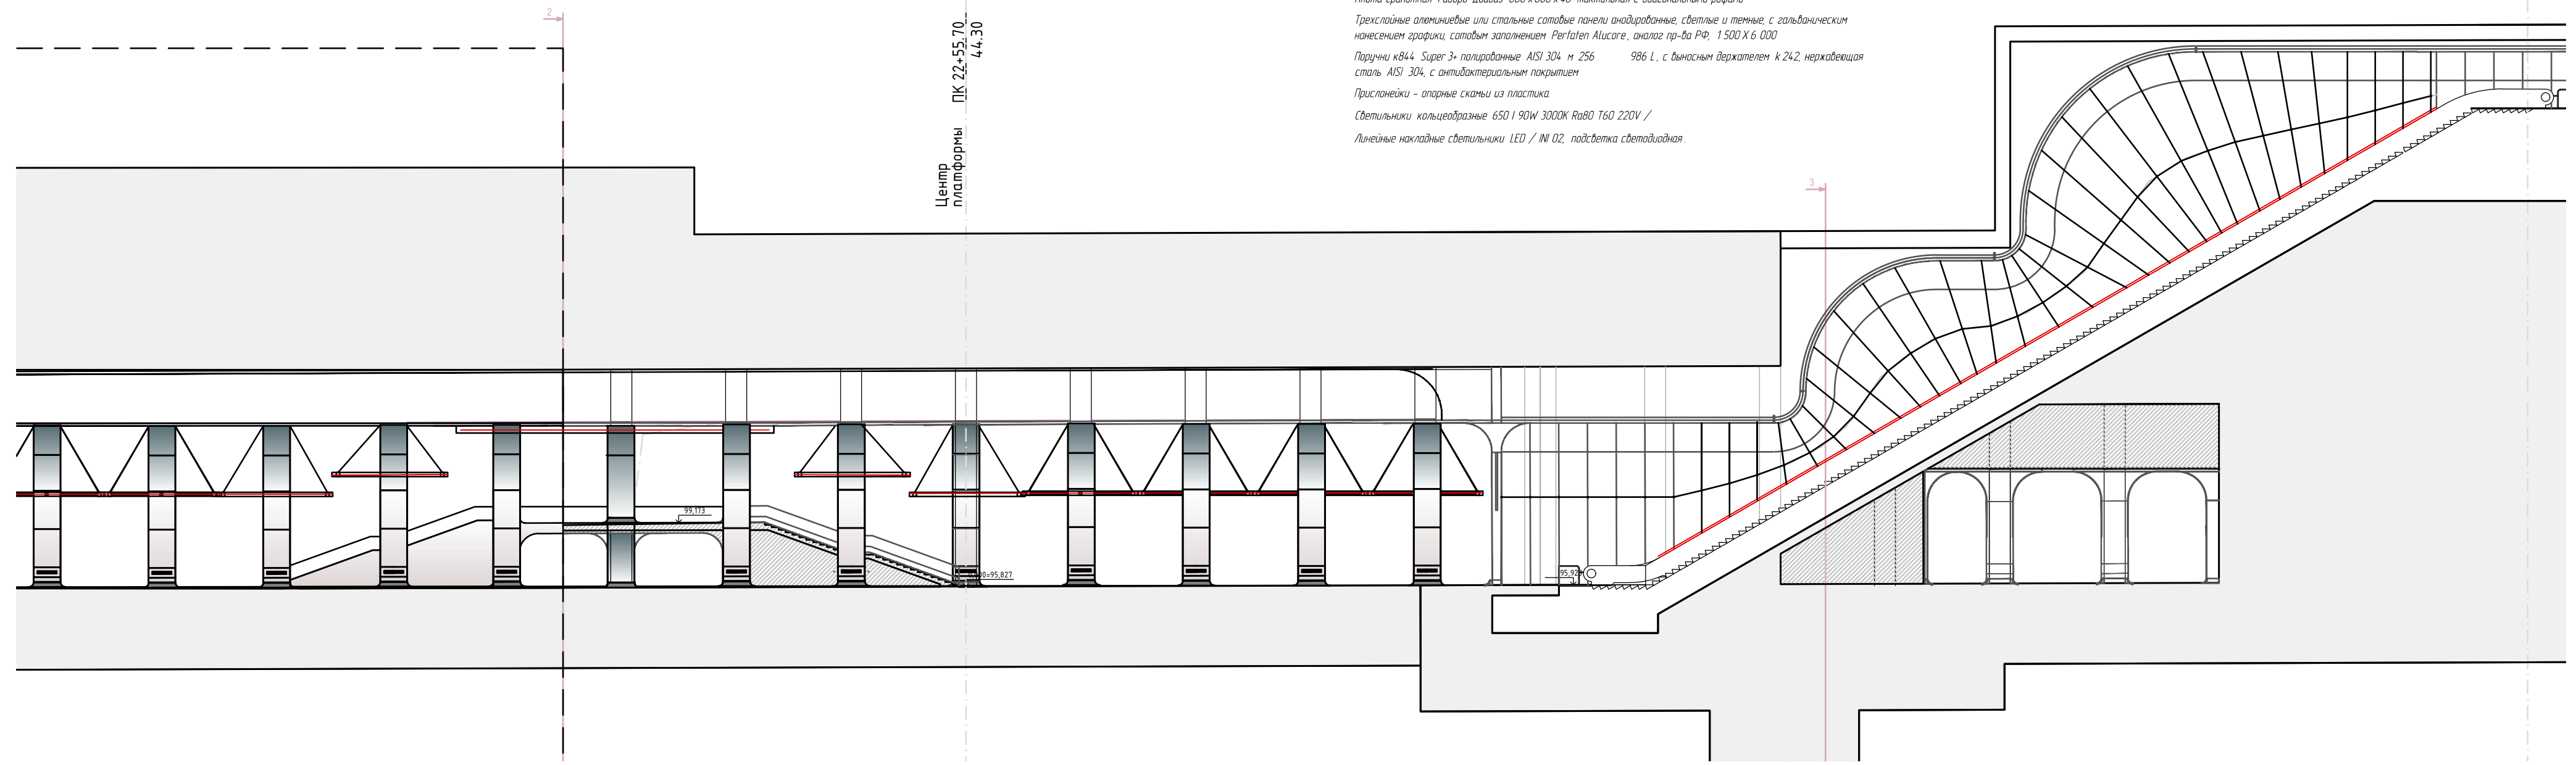 2
ПК 22+55.70
44.30
Центр
платформы
Трехслойные алюминиевые или стальные сотовые панели анодированные, светлые и темные, с гальваническим
нанесением графики, сотовым заполнением Perfaten Alucore, аналог пр-ва РФ, 1 500 X 6 000
Поручни к844 Super 3+ полированные AISI 304 м 256 986 L, с выносным держателем k 242, нержавеющая
сталь AISI 304, с антибактериальным покрытием
Прислонейки - опорные скамьи из пластика.
Светильники кольцеобразные 650 I 90W 3000K Ra80 T60 220V /
Линейные накладные светильники LED / INI 02, подсветка светодиодная.
3
99,173
=95,827